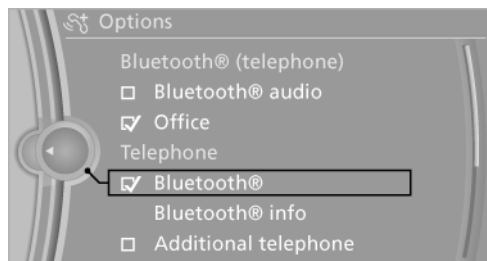 Options
Bluetooth® (telephone)
Bluetooth® audio
Office
Telephone
Bluetooth®
Bluetooth® info
Additional telephone